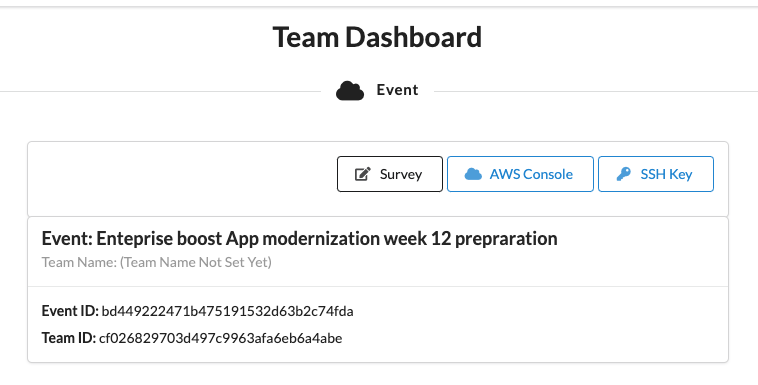 Team Dashboard
Event
Survey AWS Console SSH Key
Event: Enteprise boost App modernization week 12 prepraration
Team Name: (Team Name Not Set Yet)
Event ID: bd449222471b475191532d63b2c74fda
Team ID: cf026829703d497c9963afa6eb6a4abe